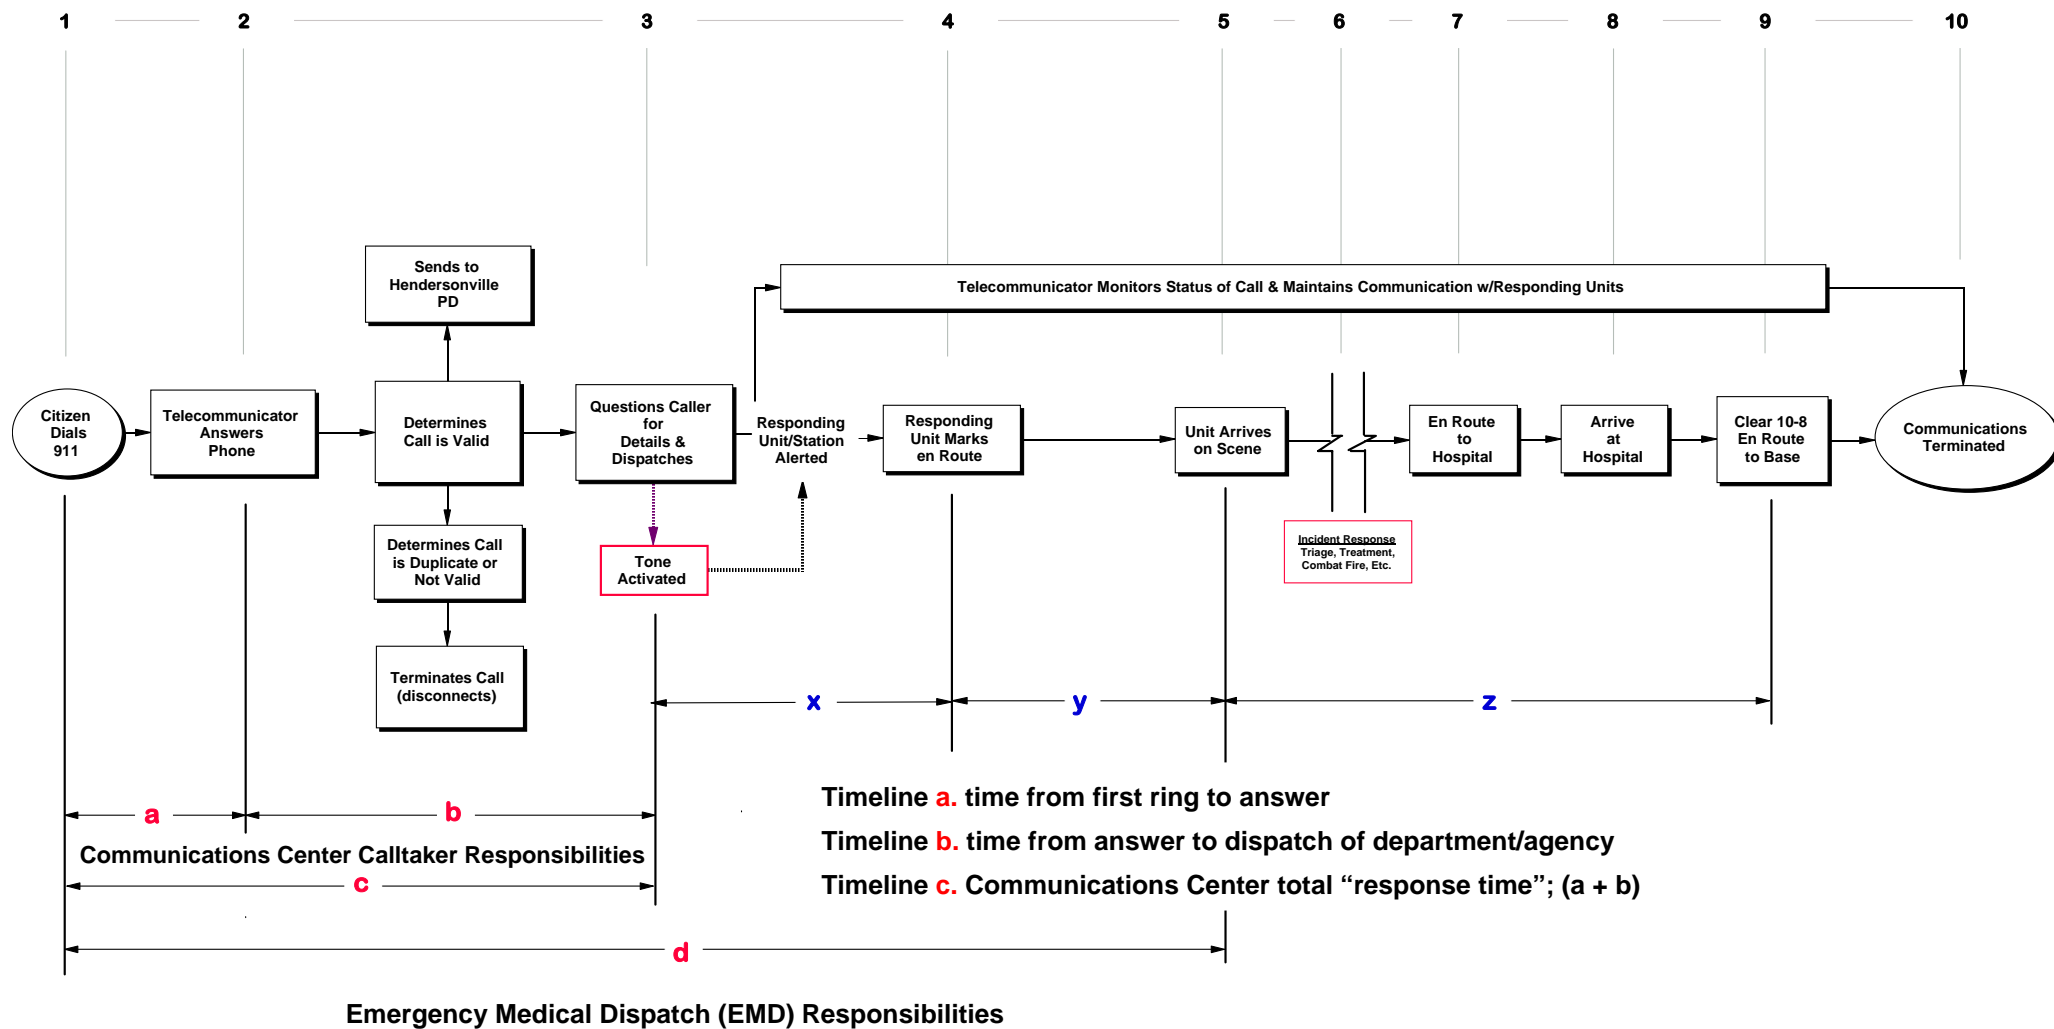 1 2 3 4 5 6 7 8 9 10
Sends to
Hendersonville
PD
Telecommunicator Monitors Status of Call & Maintains Communication w/Responding Units
Citizen
Dials
911
Telecommunicator
Answers
Phone
Determines
Call is Valid
Questions Caller
for
Details &
Dispatches
Responding
Unit/Station
Alerted
Responding
Unit Marks
en Route
Unit Arrives
on Scene
En Route
to
Hospital
Arrive
at
Hospital
Clear 10-8
En Route
to Base
Communications
Terminated
Determines Call
is Duplicate or
Not Valid
Tone
Activated
Incident Response
Triage, Treatment,
Combat Fire, Etc.
Terminates Call
(disconnects)
x y z
a b
Timeline a. time from first ring to answer
Timeline b. time from answer to dispatch of department/agency
Communications Center Calltaker Responsibilities
c
Timeline c. Communications Center total “response time”; (a + b)
d
Emergency Medical Dispatch (EMD) Responsibilities